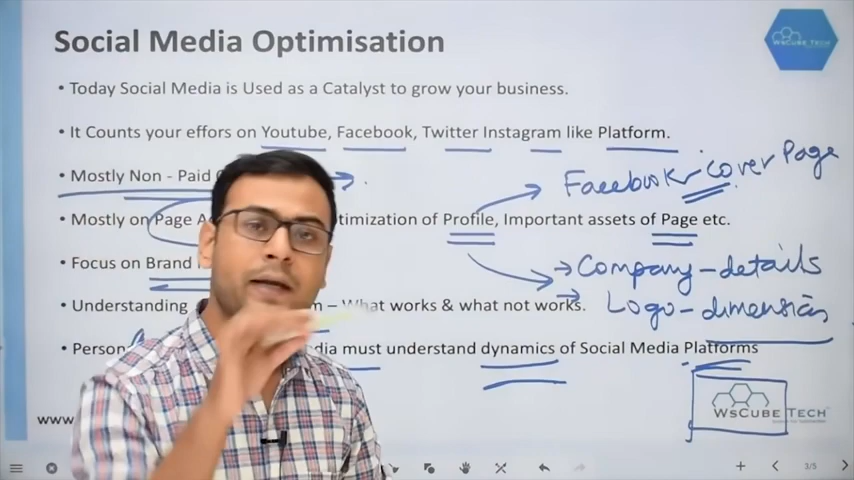 Social Media Optimisation
WsCube Tech
• Today Social Media is Used as a Catalyst to grow your business.
• It Counts your effors on Youtube, Facebook, Twitter Instagram like Platform.
• Mostly Non - Paid
Facebook cover Page
• Mostly on Page timization of Profile, Important assets of Page etc.
• Focus on Brand
Company - details
• Understanding – What works & what not works.
Logo - dimension
• Person must understand dynamics of Social Media Platforms
WsCube Tech
www
3/5